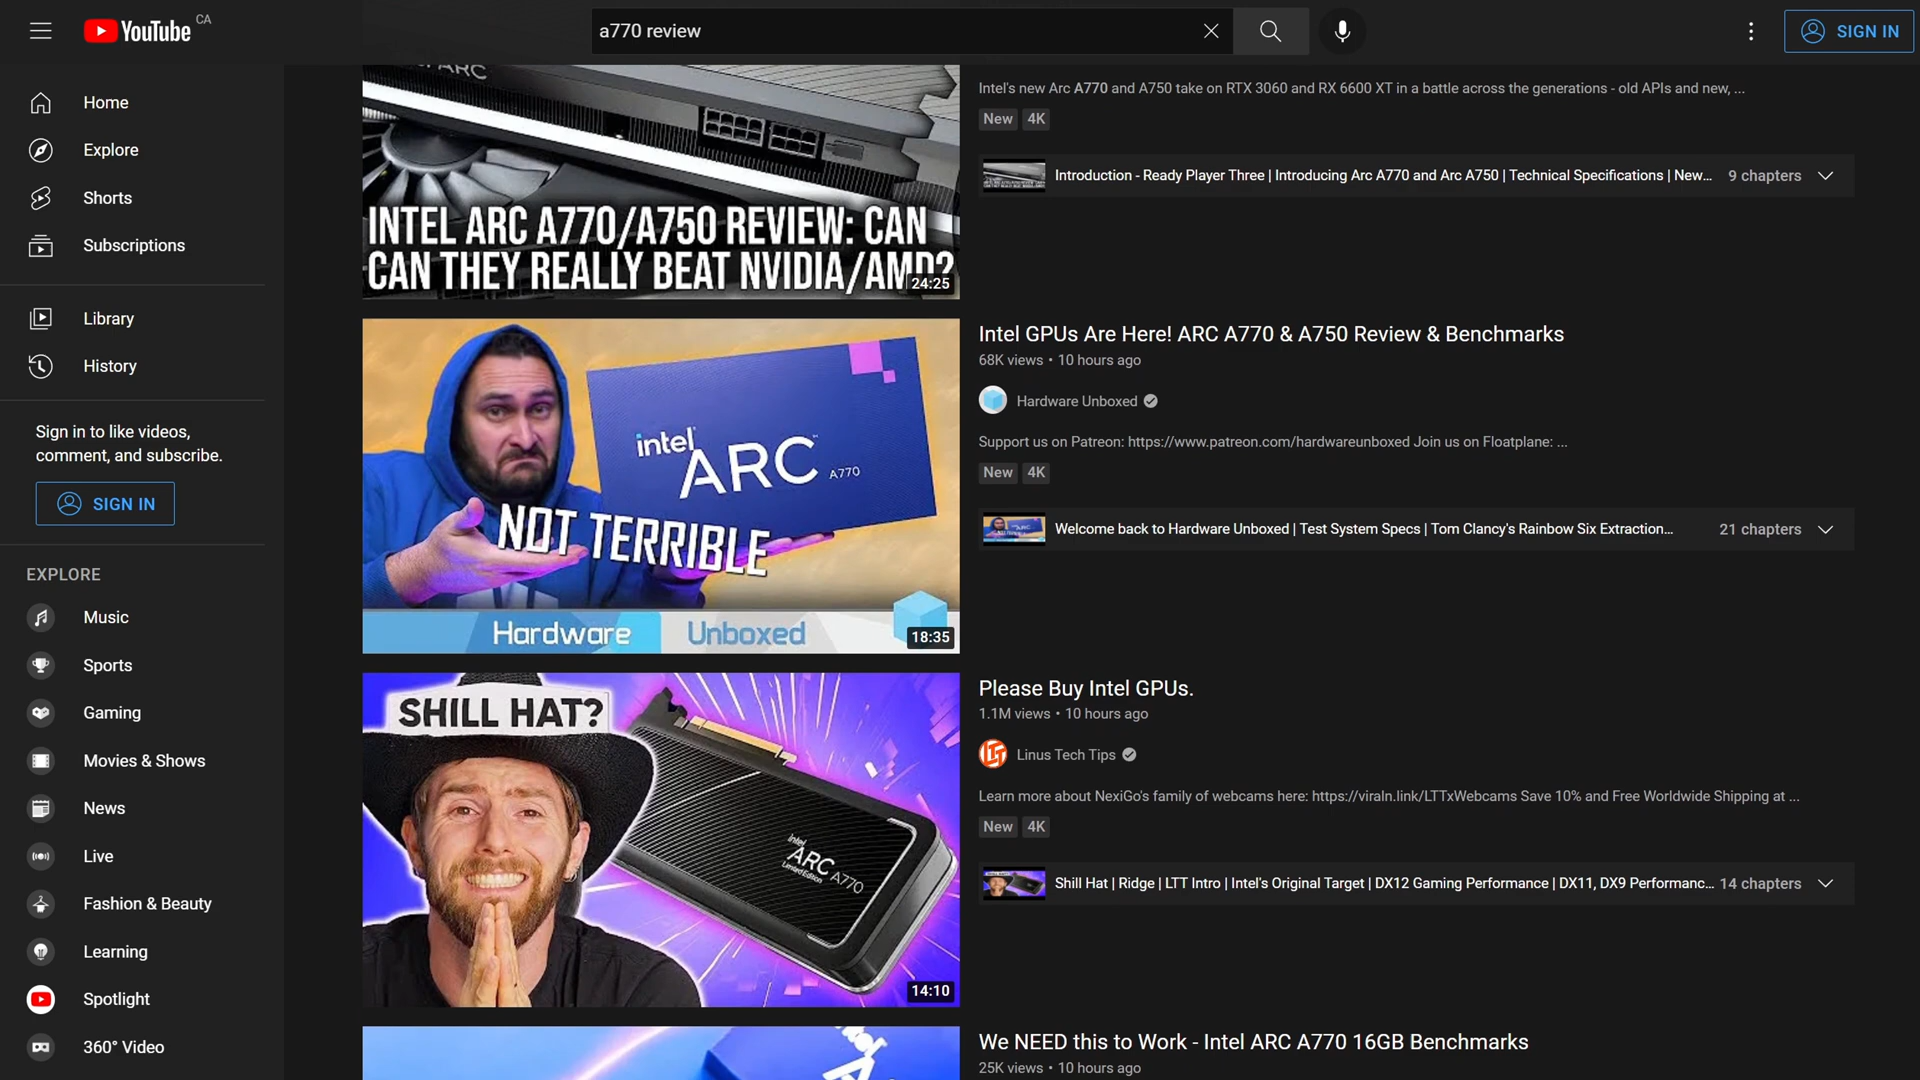 YouTube CA
a770 review
SIGN IN
Home
Explore
Shorts
Subscriptions
Library
History
Sign in to like videos,
comment, and subscribe.
SIGN IN
EXPLORE
Music
Sports
Gaming
Movies & Shows
News
Live
Fashion & Beauty
Learning
Spotlight
360° Video
ARC
INTEL ARC A770/A750 REVIEW: CAN
CAN THEY REALLY BEAT NVIDIA/AMD?
24:25
Intel's new Arc A770 and A750 take on RTX 3060 and RX 6600 XT in a battle across the generations - old APIs and new, ...
New 4K
Introduction - Ready Player Three | Introducing Arc A770 and Arc A750 | Technical Specifications | New... 9 chapters
intel
ARC A770
NOT TERRIBLE
Hardware Unboxed
18:35
Intel GPUs Are Here! ARC A770 & A750 Review & Benchmarks
68K views • 10 hours ago
Hardware Unboxed
Support us on Patreon: https://www.patreon.com/hardwareunboxed Join us on Floatplane: ...
New 4K
Welcome back to Hardware Unboxed | Test System Specs | Tom Clancy's Rainbow Six Extraction... 21 chapters
SHILL HAT?
intel
ARC A770
Limited Edition
14:10
Please Buy Intel GPUs.
1.1M views • 10 hours ago
LTT Linus Tech Tips
Learn more about NexiGo's family of webcams here: https://viraln.link/LTTxWebcams Save 10% and Free Worldwide Shipping at ...
New 4K
Shill Hat | Ridge | LTT Intro | Intel's Original Target | DX12 Gaming Performance | DX11, DX9 Performanc... 14 chapters
We NEED this to Work - Intel ARC A770 16GB Benchmarks
25K views • 10 hours ago